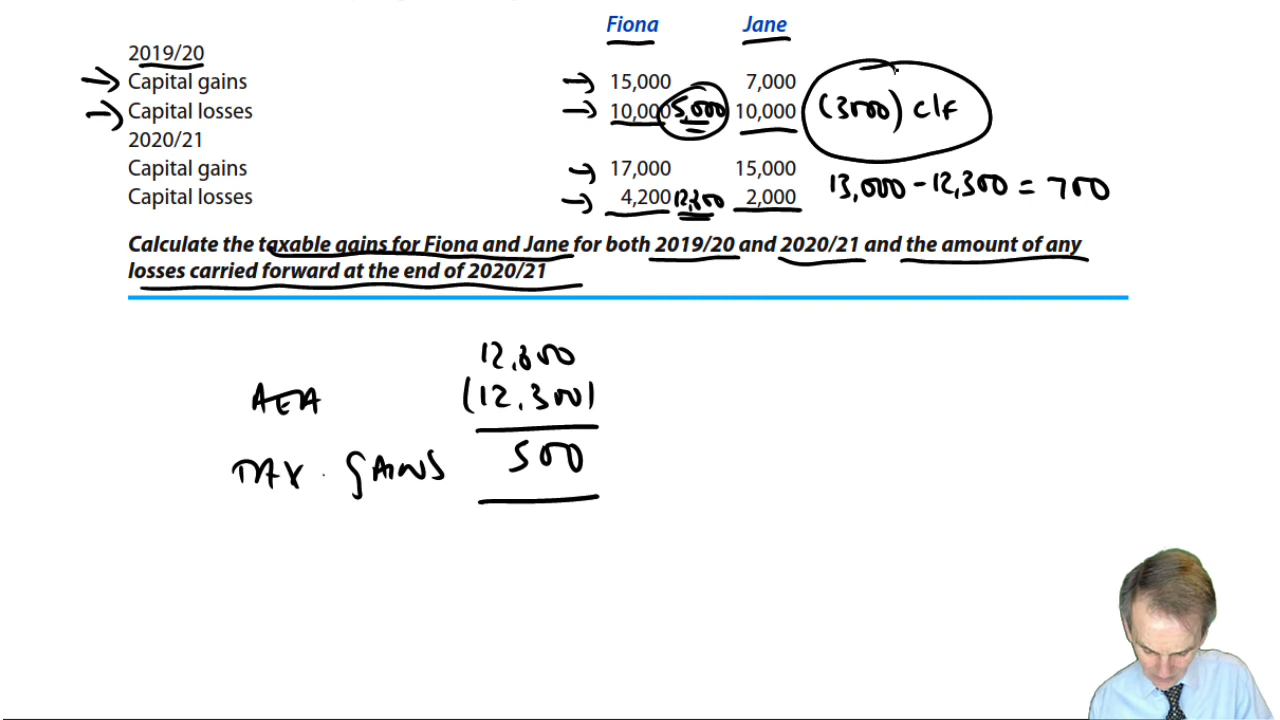 Fiona Jane
2019/20
Capital gains 15,000 7,000
Capital losses 10,000 5,000 10,000 (3000) c/f
2020/21
Capital gains 17,000 15,000
13,000 - 12,300 = 700
Capital losses 4,200 12,800 2,000
Calculate the taxable gains for Fiona and Jane for both 2019/20 and 2020/21 and the amount of any
losses carried forward at the end of 2020/21
12,800
AEA (12,300)
TAX. GAINS 500